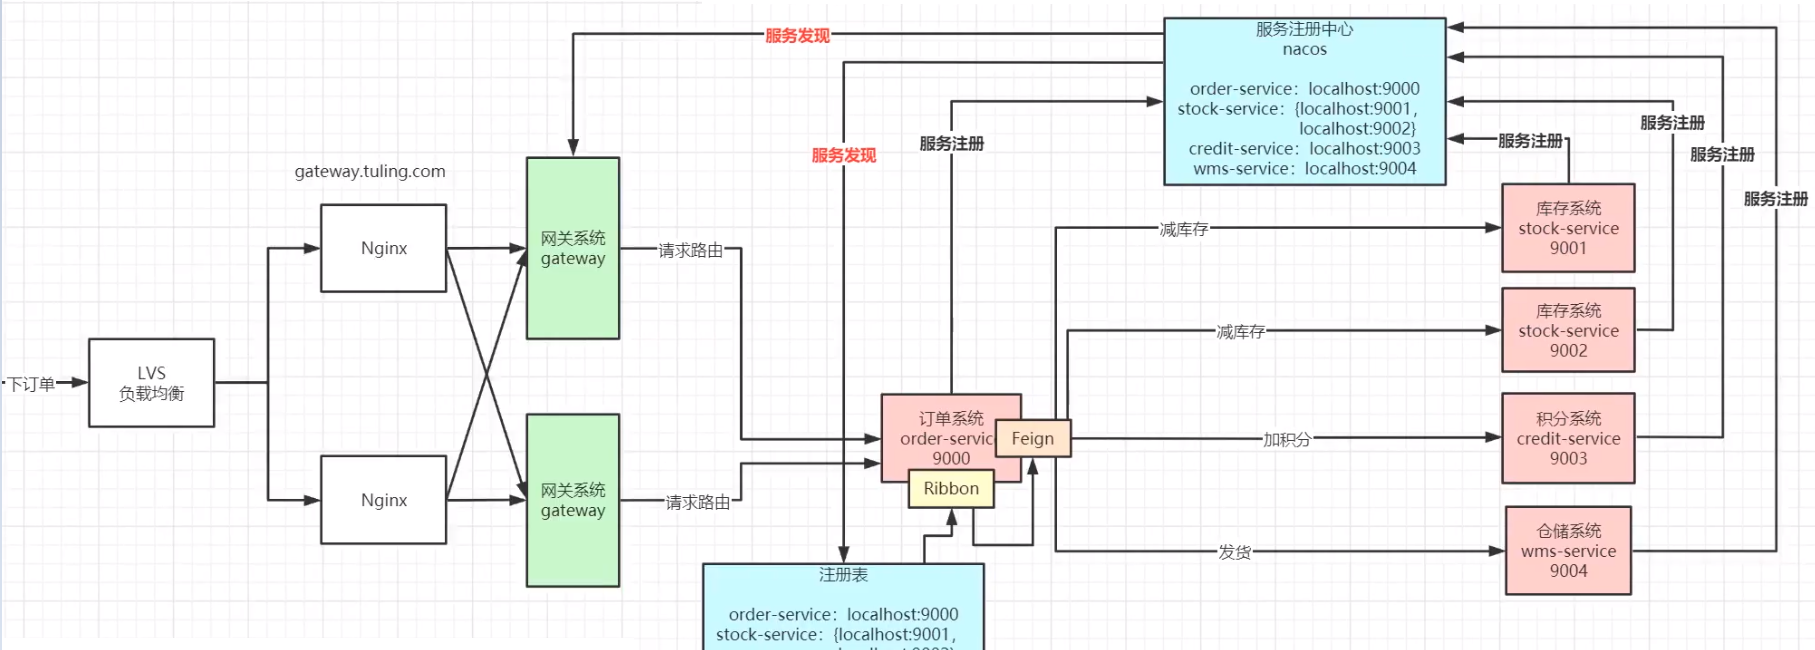 下订单
LVS
负载均衡
gateway.tuling.com
Nginx
Nginx
网关系统
gateway
网关系统
gateway
请求路由
请求路由
服务发现
服务发现
服务注册
订单系统
order-servic
9000
Feign
Ribbon
注册表
order-service：localhost:9000
stock-service：{localhost:9001,
服务注册中心
nacos
order-service：localhost:9000
stock-service：{localhost:9001,
localhost:9002}
credit-service：localhost:9003
wms-service：localhost:9004
减库存
减库存
加积分
发货
服务注册
服务注册
服务注册
服务注册
库存系统
stock-service
9001
库存系统
stock-service
9002
积分系统
credit-service
9003
仓储系统
wms-service
9004